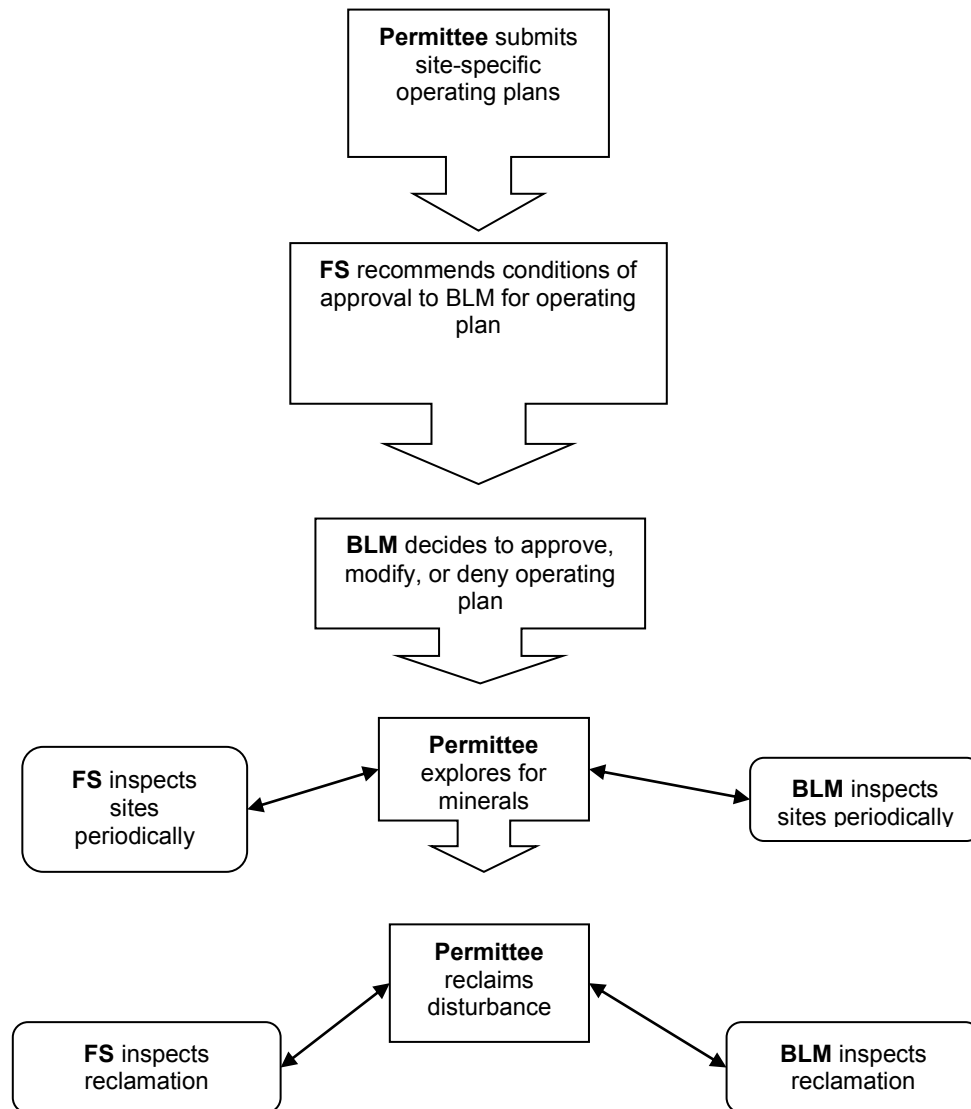 Permittee submits
site-specific
operating plans
FS recommends conditions of
approval to BLM for operating
plan
BLM decides to approve,
modify, or deny operating
plan
Permittee
explores for
minerals
FS inspects
sites
periodically
BLM inspects
sites periodically
Permittee
reclaims
disturbance
FS inspects
reclamation
BLM inspects
reclamation